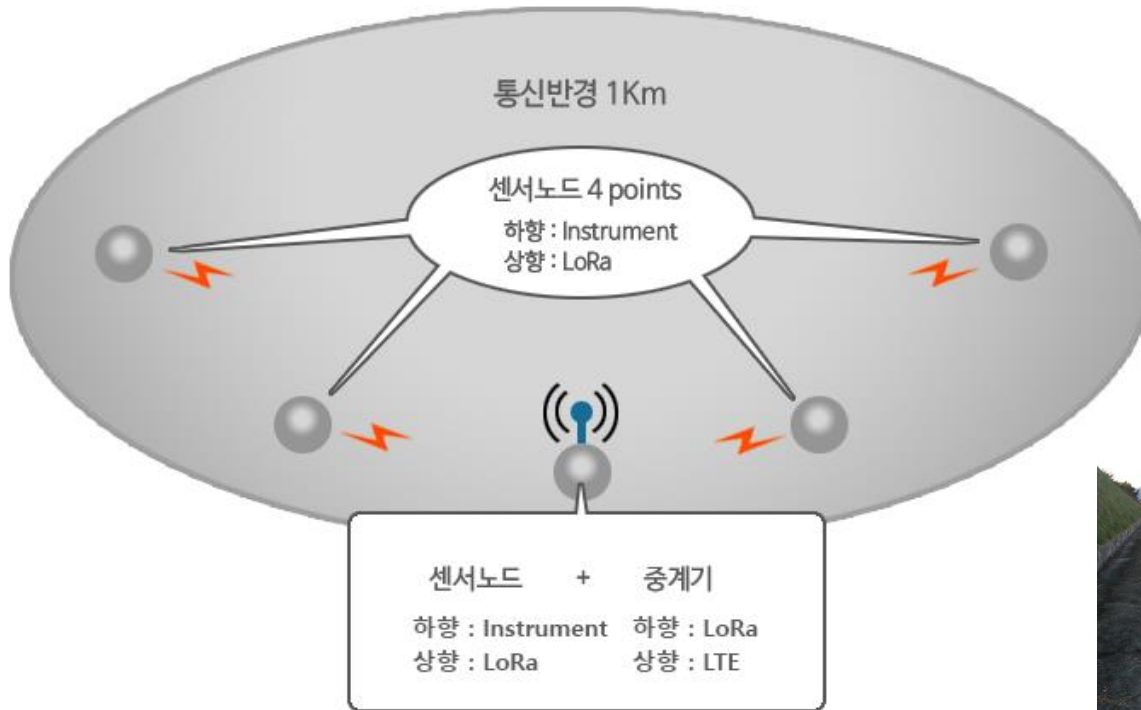 통신반경 1Km
센서노드 4 points
하향 : Instrument
상향 : LoRa
센서노드 + 중계기
하향 : Instrument 하향 : LoRa
상향 : LoRa 상향 : LTE